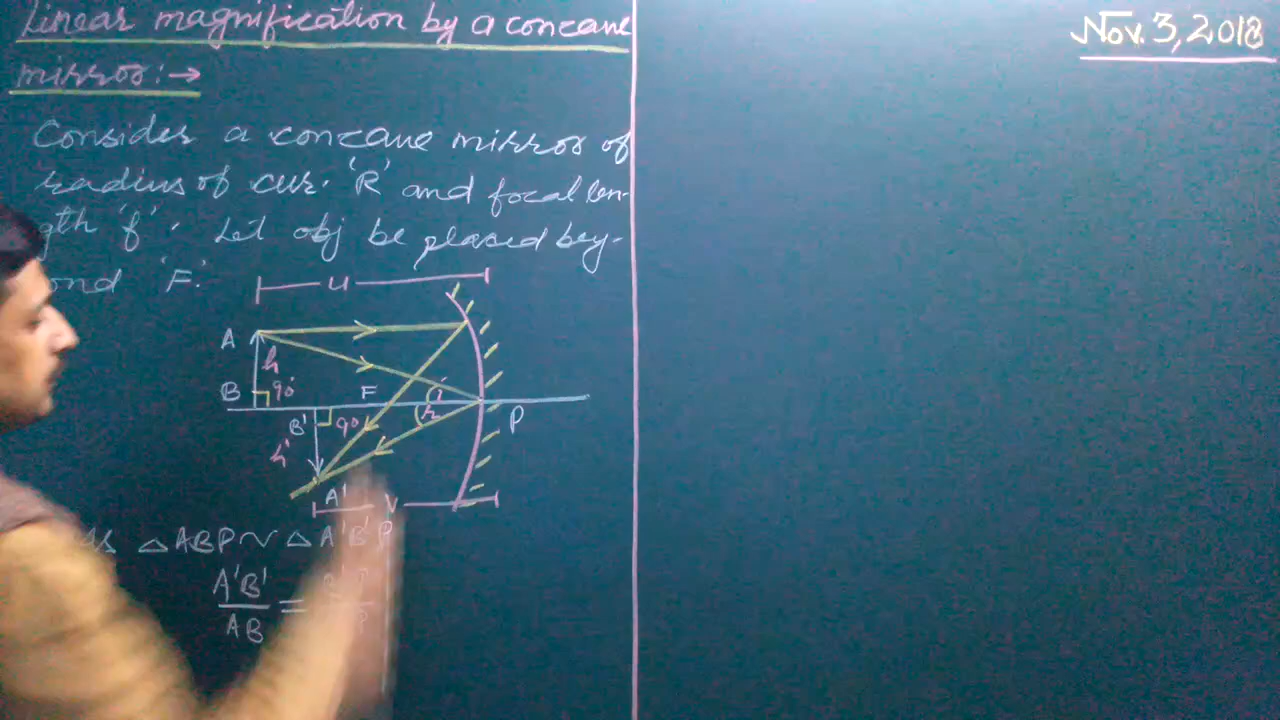 Linear magnification by a concave
mirror:→
Nov. 3, 2018
Consider a concave mirror of
radius of cur. 'R' and focal len-
gth 'f'. Let obj be placed bey-
ond 'F'.
u
A
h
B 90°
F
i
r
P
B' 90
h'
A'
v
As △ABP ~ △A'B'P
A'B'
AB
=